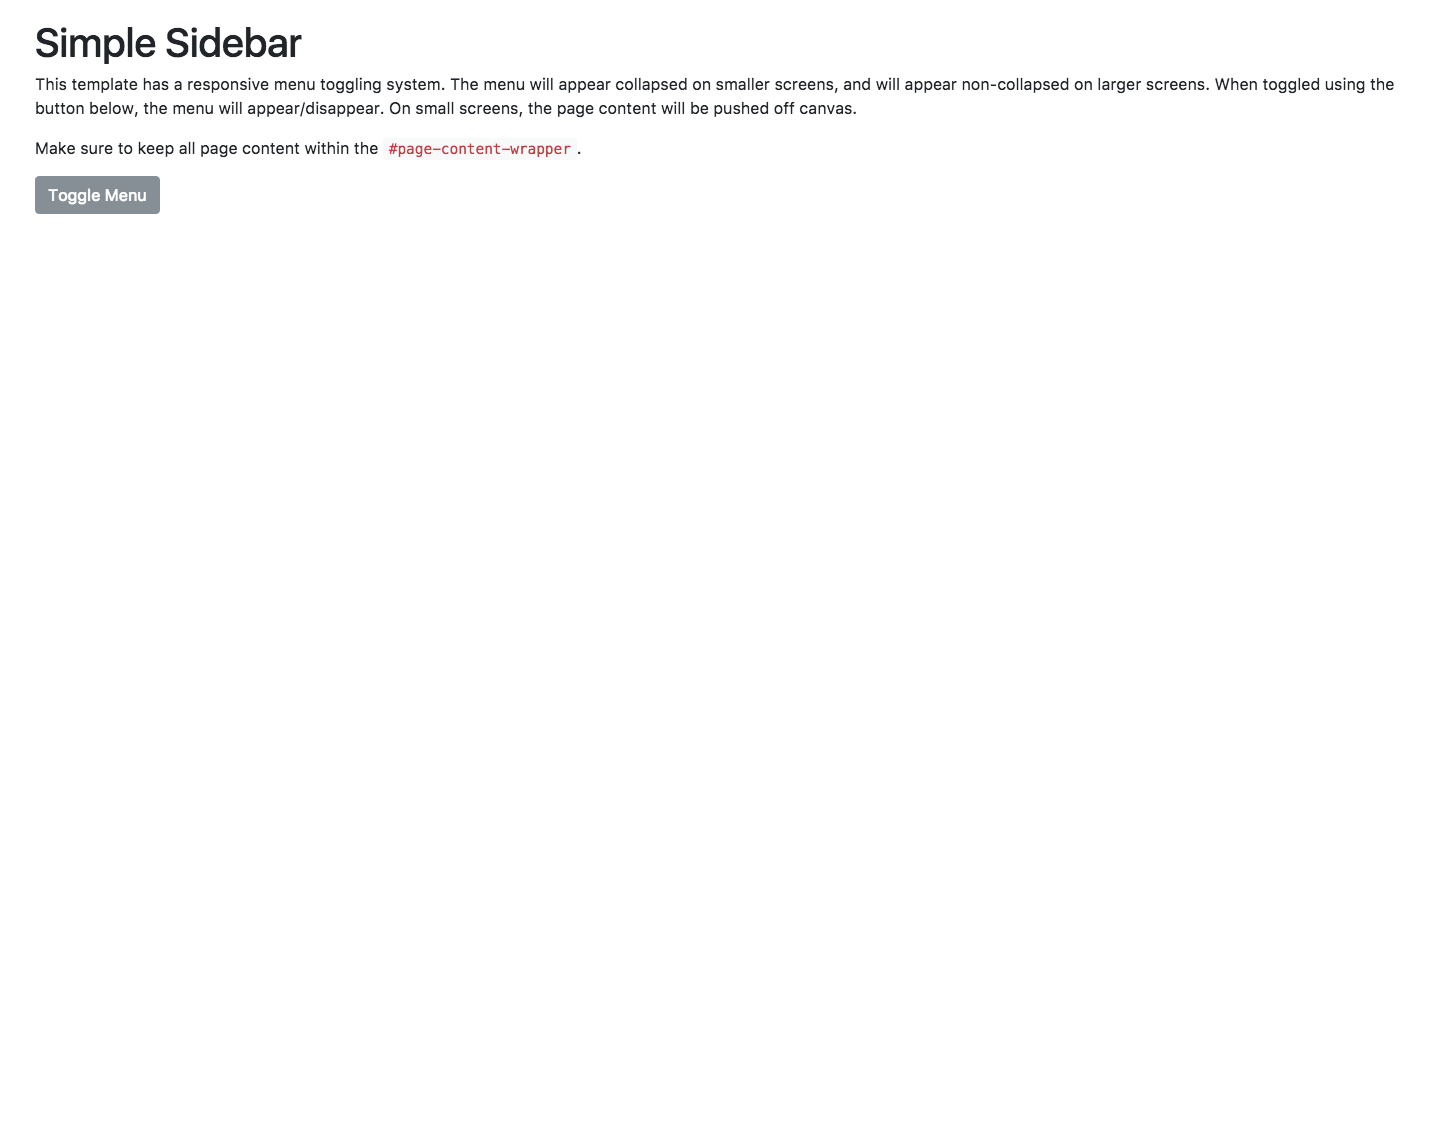 Simple Sidebar
This template has a responsive menu toggling system. The menu will appear collapsed on smaller screens, and will appear non-collapsed on larger screens. When toggled using the
button below, the menu will appear/disappear. On small screens, the page content will be pushed off canvas.
Make sure to keep all page content within the #page-content-wrapper.
Toggle Menu